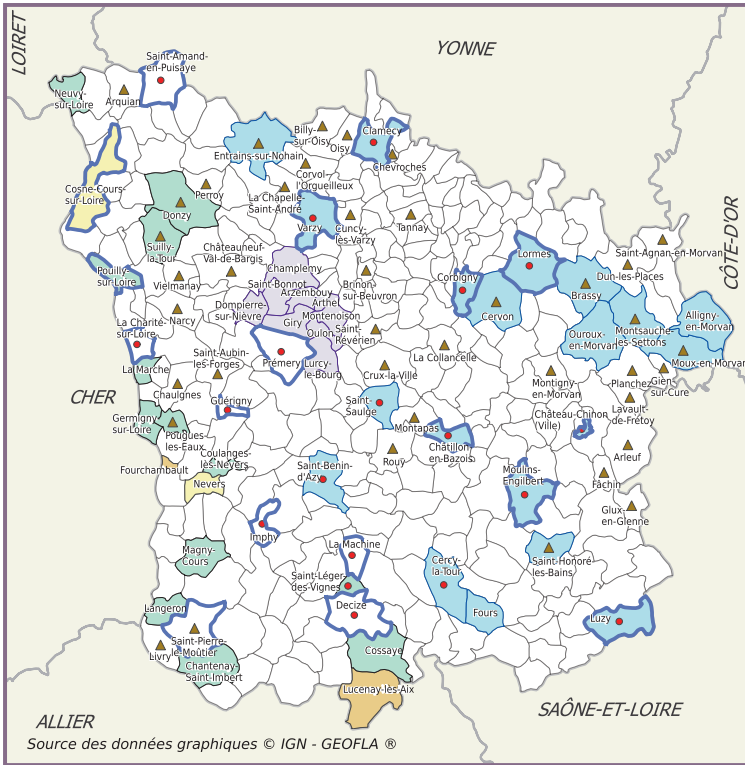 LOIRET
YONNE
Saint-Amand-
en-Puisaye
Neuvy-
sur-Loire
Arquian
Billy-
sur-Oisy
Oisy
Clamecy
Entrains-sur-Nohain
Chevroches
Corvol-
l'Orgueilleux
Cosne-Cours-
sur-Loire
Perroy
La Chapelle-
Saint-André
Donzy
Varzy
Cuncy-
lès-Varzy
Tannay
Suilly-
la-Tour
Châteauneuf-
Val-de-Bargis
Saint-Agnan-en-Morvan
CÔTE-D'OR
Lormes
Dun-les-Places
Pouilly-
sur-Loire
Vielmanay
Champlemy
Saint-Bonnot
Arzembouy
Arthel
Brinon-
sur-Beuvron
Corbigny
Brassy
Dompierre-
sur-Nièvre
Montenoison
Giry
Oulon
Saint-
Révérien
Cervon
Alligny-
en-Morvan
La Charité-
sur-Loire
Narcy
Ouroux-
en-Morvan
Montsauche-
les-Settons
Saint-Aubin-
les-Forges
Prémery
Lurcy-
le-Bourg
La Collancelle
Moux-en-Morvan
La Marche
Crux-la-Ville
Chaulgnes
Montigny-
en-Morvan
Planchez
Gien-
sur-Cure
CHER
Guérigny
Saint-
Saulge
Château-Chinon
(Ville)
Lavault-
de-Frétoy
Germigny-
sur-Loire
Pougues-
les-Eaux
Montapas
Châtillon-
en-Bazois
Coulanges-
lès-Nevers
Rouy
Arleuf
Fourchambault
Saint-Benin-
d'Azy
Moulins-
Engilbert
Nevers
Fâchin
Glux-
en-Glenne
Imphy
La Machine
Magny-
Cours
Saint-Honoré-
les-Bains
Cercy-
la-Tour
Saint-Léger-
des-Vignes
Langeron
Decize
Fours
Luzy
Saint-Pierre-
le-Moûtier
Livry
Cossaye
Chantenay-
Saint-Imbert
Lucenay-lès-Aix
ALLIER
SAÔNE-ET-LOIRE
Source des données graphiques © IGN - GEOFLA ®